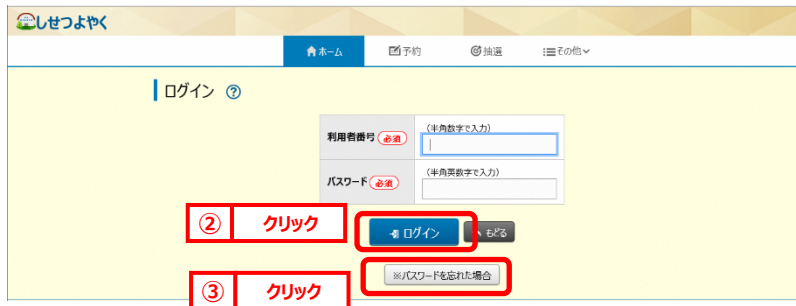 しせつよやく
ホーム 予約 抽選 その他
ログイン ?
利用者番号 必須 (半角数字で入力)
パスワード 必須 (半角英数字で入力)
② クリック ログイン もどる
※パスワードを忘れた場合
③ クリック